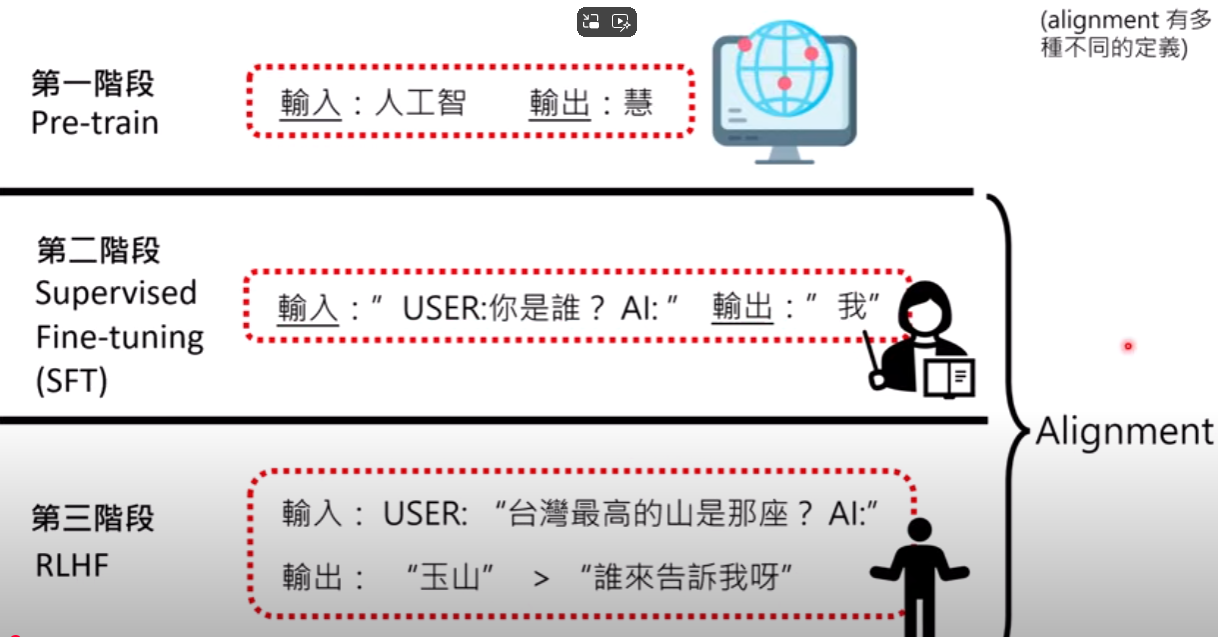 (alignment 有多
種不同的定義)
第一階段
Pre-train
輸入：人工智 輸出：慧
第二階段
Supervised
Fine-tuning
(SFT)
輸入：” USER:你是誰？ AI: ” 輸出：” 我”
Alignment
第三階段
RLHF
輸入： USER: “台灣最高的山是那座？ AI:”
輸出： “玉山” > “誰來告訴我呀”